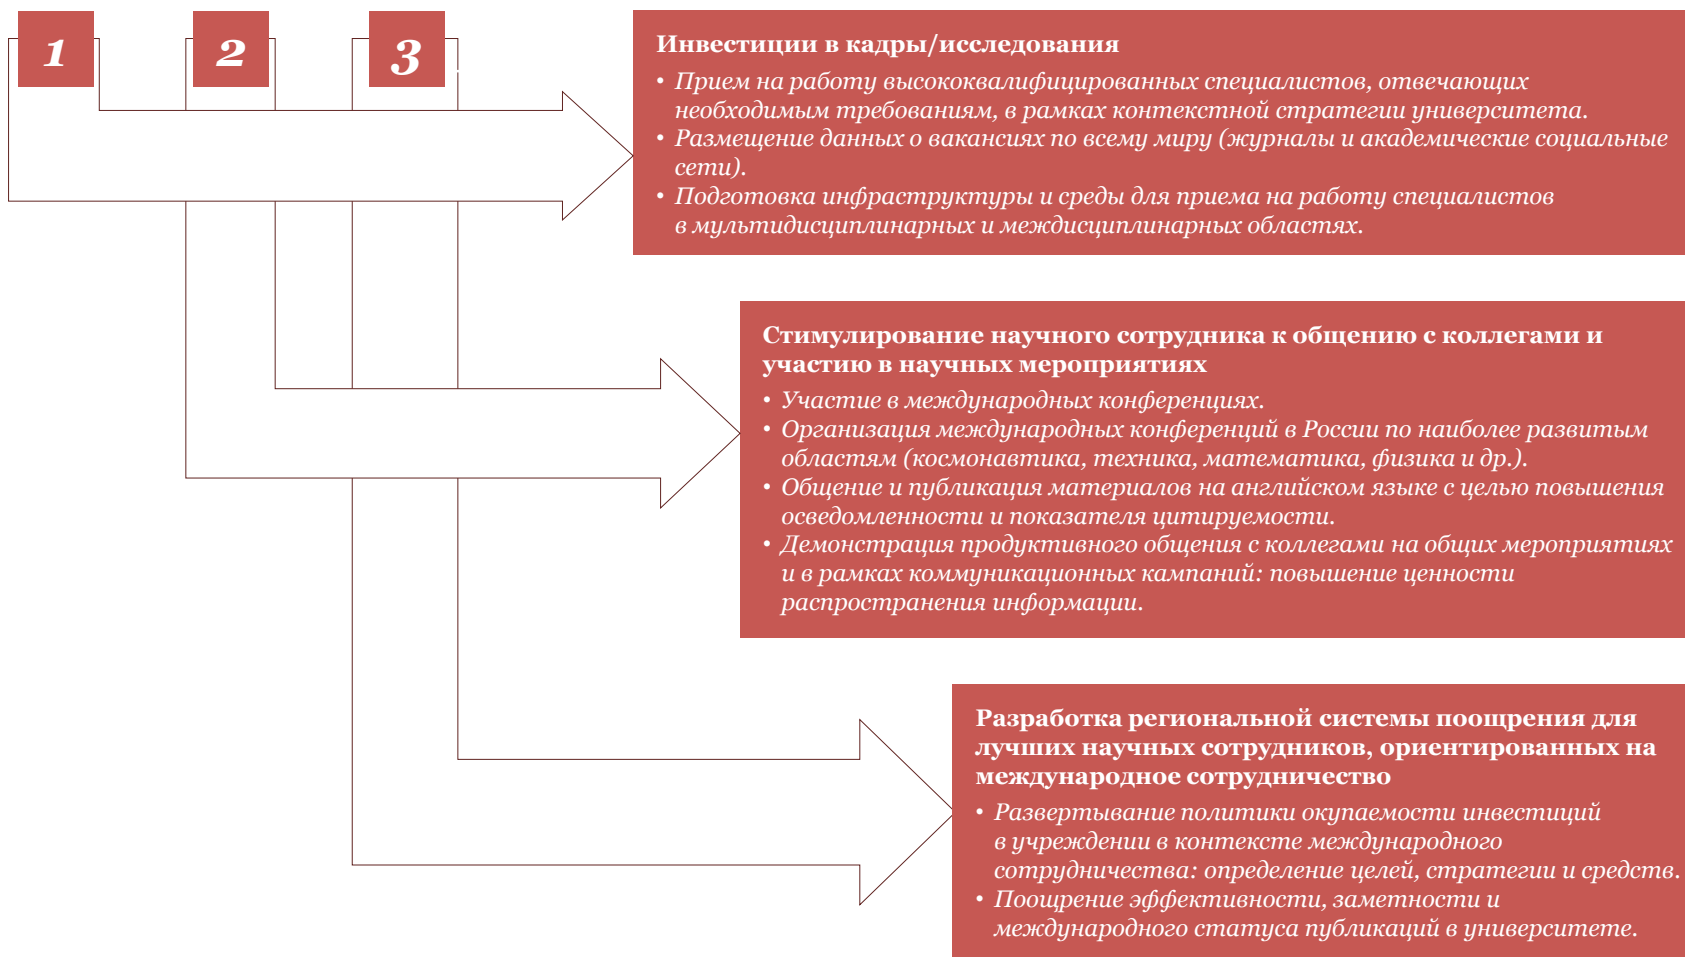 1
2
3
Инвестиции в кадры/исследования
• Прием на работу высококвалифицированных специалистов, отвечающих
необходимым требованиям, в рамках контекстной стратегии университета.
• Размещение данных о вакансиях по всему миру (журналы и академические социальные
сети).
• Подготовка инфраструктуры и среды для приема на работу специалистов
в мультидисциплинарных и междисциплинарных областях.
Стимулирование научного сотрудника к общению с коллегами и
участию в научных мероприятиях
• Участие в международных конференциях.
• Организация международных конференций в России по наиболее развитым
областям (космонавтика, техника, математика, физика и др.).
• Общение и публикация материалов на английском языке с целью повышения
осведомленности и показателя цитируемости.
• Демонстрация продуктивного общения с коллегами на общих мероприятиях
и в рамках коммуникационных кампаний: повышение ценности
распространения информации.
Разработка региональной системы поощрения для
лучших научных сотрудников, ориентированных на
международное сотрудничество
• Развертывание политики окупаемости инвестиций
в учреждении в контексте международного
сотрудничества: определение целей, стратегии и средств.
• Поощрение эффективности, заметности и
международного статуса публикаций в университете.